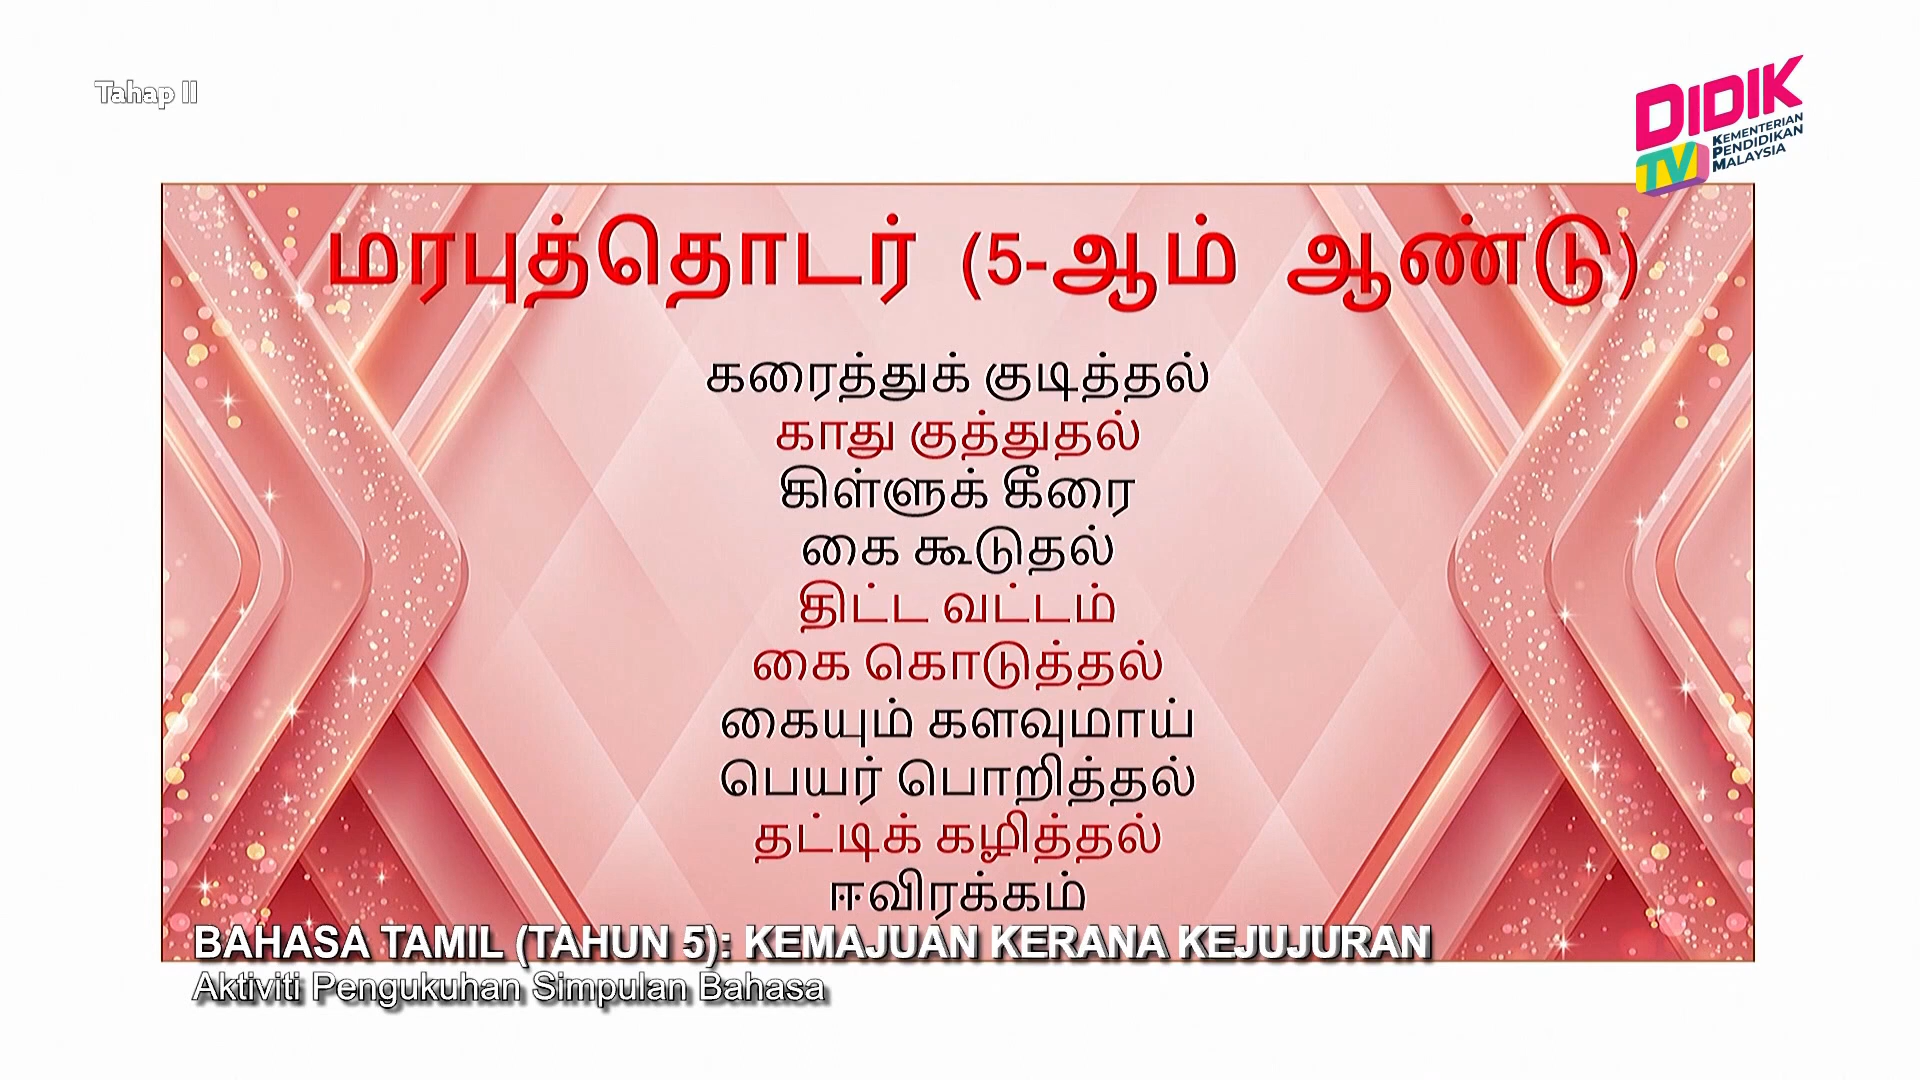 Tahap II
DIDIK
TV
KEMENTERIAN
PENDIDIKAN
MALAYSIA
மரபுத்தொடர் (5-ஆம் ஆண்டு)
கரைத்துக் குடித்தல்
காது குத்துதல்
கிள்ளுக் கீரை
கை கூடுதல்
திட்ட வட்டம்
கை கொடுத்தல்
கையும் களவுமாய்
பெயர் பொறித்தல்
தட்டிக் கழித்தல்
ஈவிரக்கம்
BAHASA TAMIL (TAHUN 5): KEMAJUAN KERANA KEJUJURAN
Aktiviti Pengukuhan Simpulan Bahasa